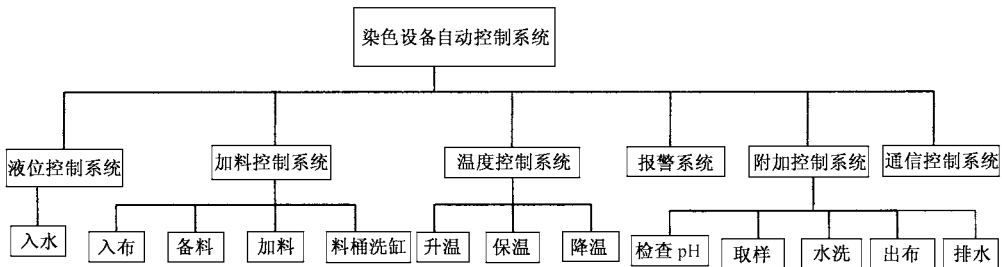 染色设备自动控制系统
液位控制系统
加料控制系统
温度控制系统
报警系统
附加控制系统
通信控制系统
入水
入布
备料
加料
料桶洗缸
升温
保温
降温
检查 pH
取样
水洗
出布
排水